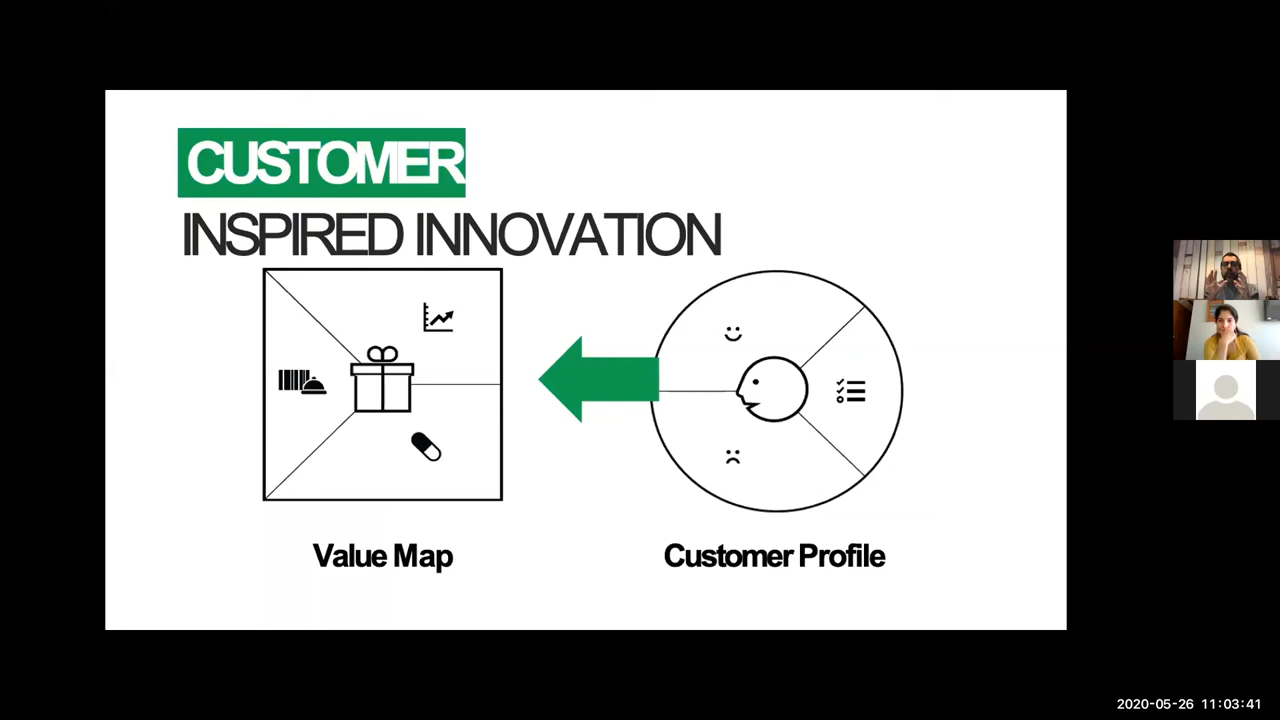 CUSTOMER
INSPIRED INNOVATION
Value Map
Customer Profile
2020-05-26 11:03:41